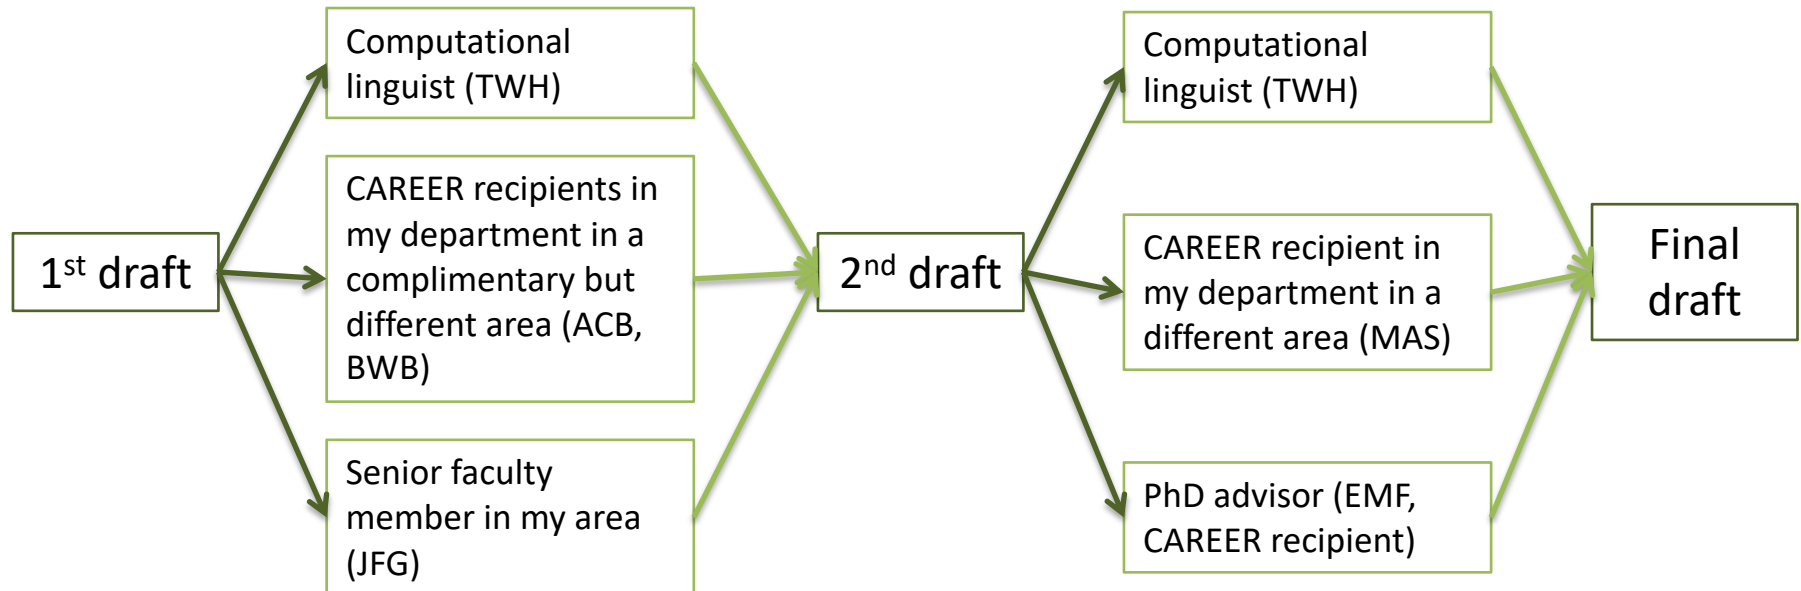 1st draft
Computational
linguist (TWH)
CAREER recipients in
my department in a
complimentary but
different area (ACB,
BWB)
Senior faculty
member in my area
(JFG)
2nd draft
Computational
linguist (TWH)
CAREER recipient in
my department in a
different area (MAS)
PhD advisor (EMF,
CAREER recipient)
Final
draft